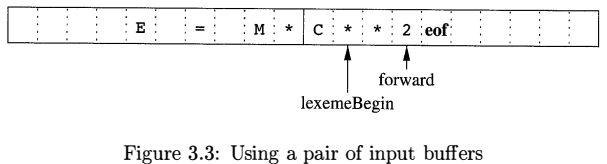 E = M * C * * 2 eof
forward
lexemeBegin
Figure 3.3: Using a pair of input buffers